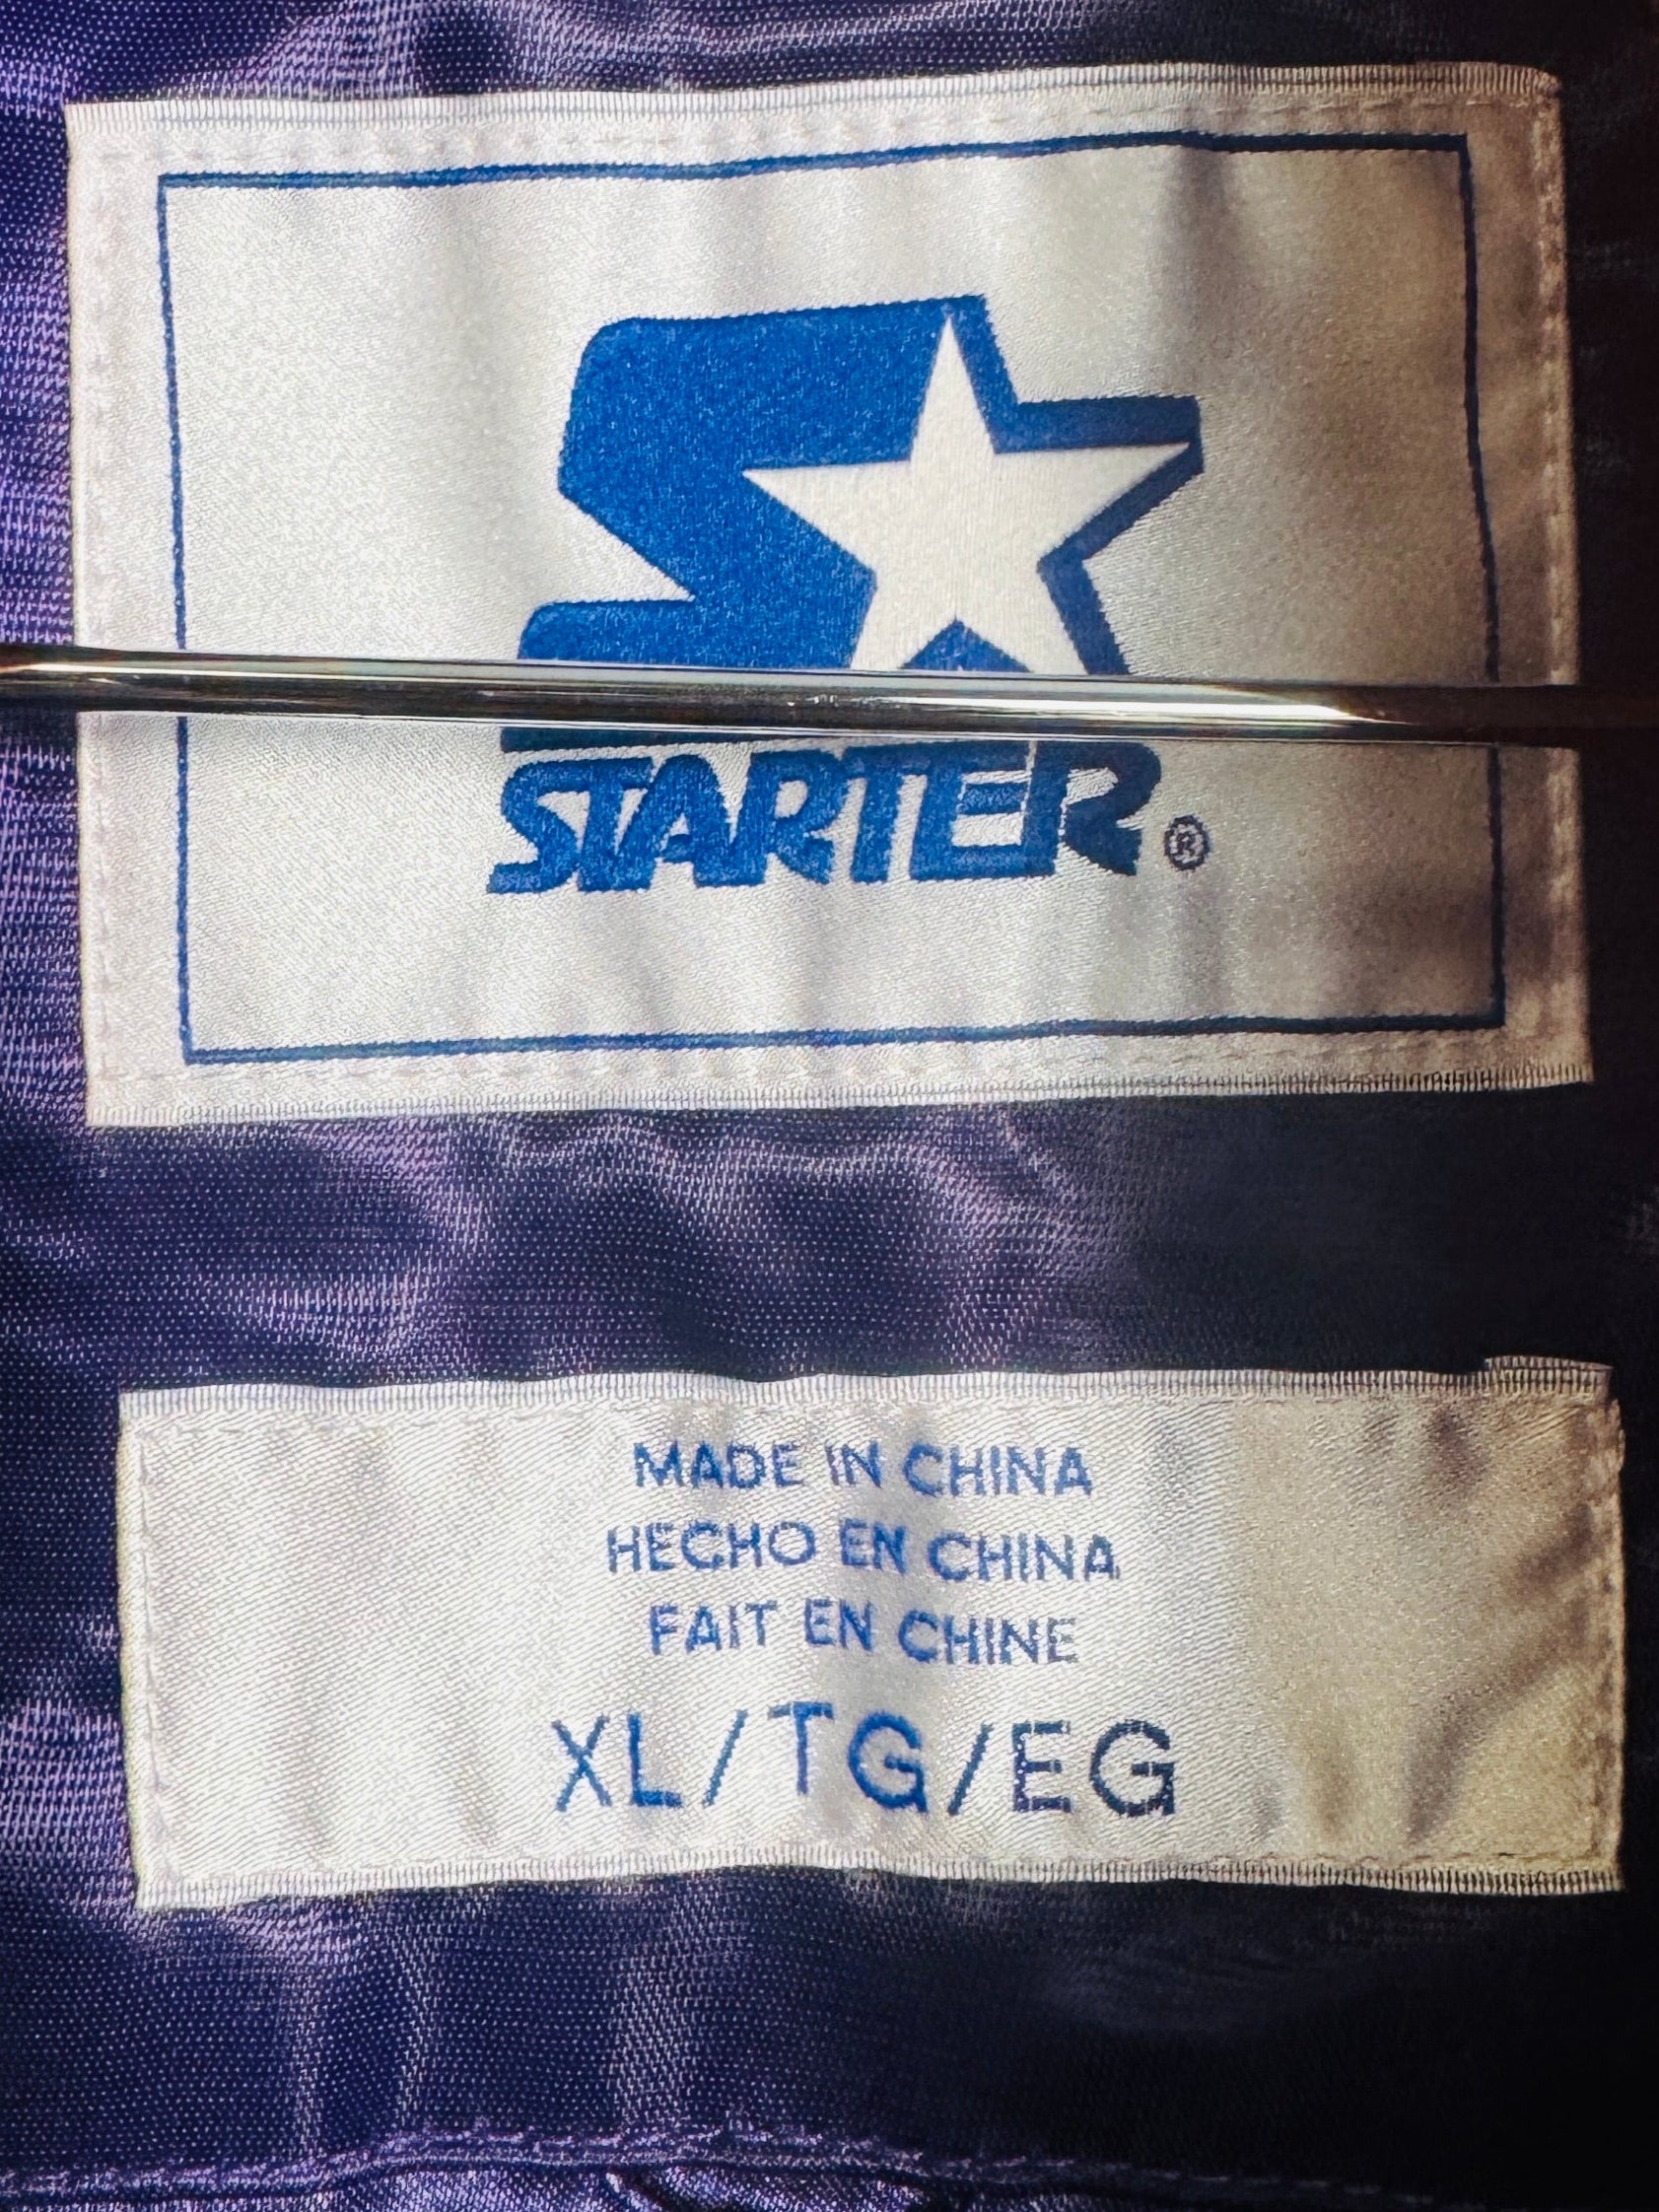 STARTER®
MADE IN CHINA
HECHO EN CHINA
FAIT EN CHINE
XL/TG/EG